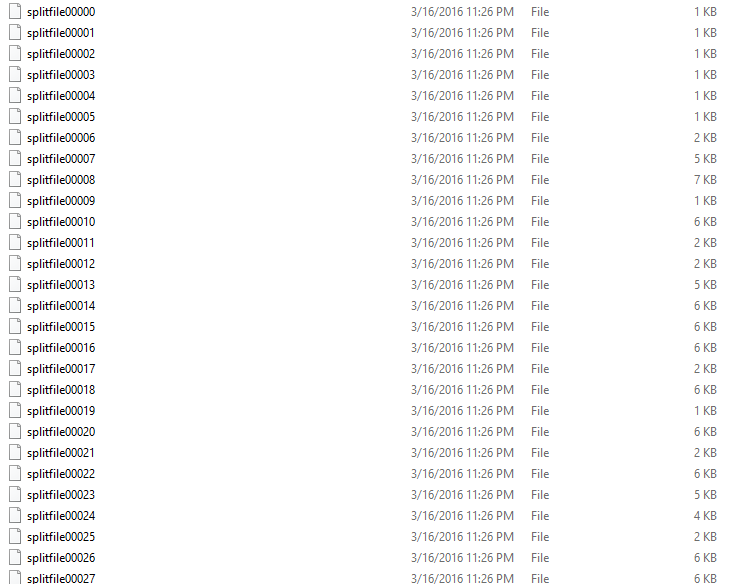 splitfile00000 3/16/2016 11:26 PM File 1 KB
splitfile00001 3/16/2016 11:26 PM File 1 KB
splitfile00002 3/16/2016 11:26 PM File 1 KB
splitfile00003 3/16/2016 11:26 PM File 1 KB
splitfile00004 3/16/2016 11:26 PM File 1 KB
splitfile00005 3/16/2016 11:26 PM File 1 KB
splitfile00006 3/16/2016 11:26 PM File 2 KB
splitfile00007 3/16/2016 11:26 PM File 5 KB
splitfile00008 3/16/2016 11:26 PM File 7 KB
splitfile00009 3/16/2016 11:26 PM File 1 KB
splitfile00010 3/16/2016 11:26 PM File 6 KB
splitfile00011 3/16/2016 11:26 PM File 2 KB
splitfile00012 3/16/2016 11:26 PM File 2 KB
splitfile00013 3/16/2016 11:26 PM File 5 KB
splitfile00014 3/16/2016 11:26 PM File 6 KB
splitfile00015 3/16/2016 11:26 PM File 6 KB
splitfile00016 3/16/2016 11:26 PM File 6 KB
splitfile00017 3/16/2016 11:26 PM File 2 KB
splitfile00018 3/16/2016 11:26 PM File 6 KB
splitfile00019 3/16/2016 11:26 PM File 1 KB
splitfile00020 3/16/2016 11:26 PM File 6 KB
splitfile00021 3/16/2016 11:26 PM File 2 KB
splitfile00022 3/16/2016 11:26 PM File 6 KB
splitfile00023 3/16/2016 11:26 PM File 5 KB
splitfile00024 3/16/2016 11:26 PM File 4 KB
splitfile00025 3/16/2016 11:26 PM File 2 KB
splitfile00026 3/16/2016 11:26 PM File 6 KB
splitfile00027 3/16/2016 11:26 PM File 6 KB